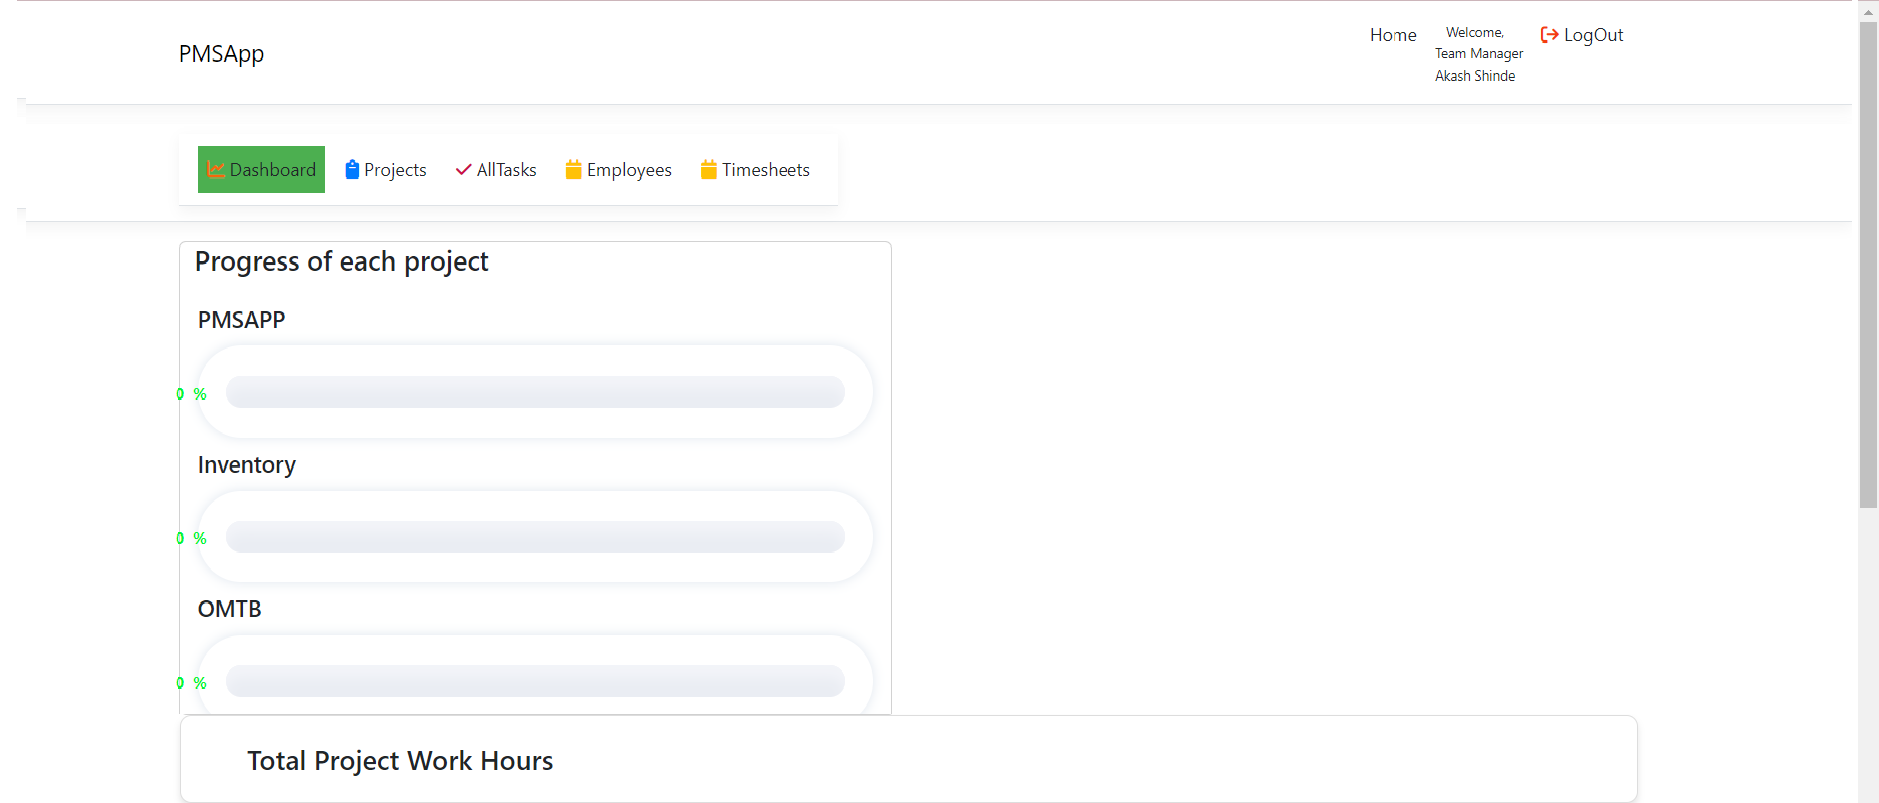 PMSApp
Home
Welcome,
Team Manager
Akash Shinde
LogOut
Dashboard
Projects
AllTasks
Employees
Timesheets
Progress of each project
PMSAPP
0 %
Inventory
0 %
OMTB
0 %
Total Project Work Hours